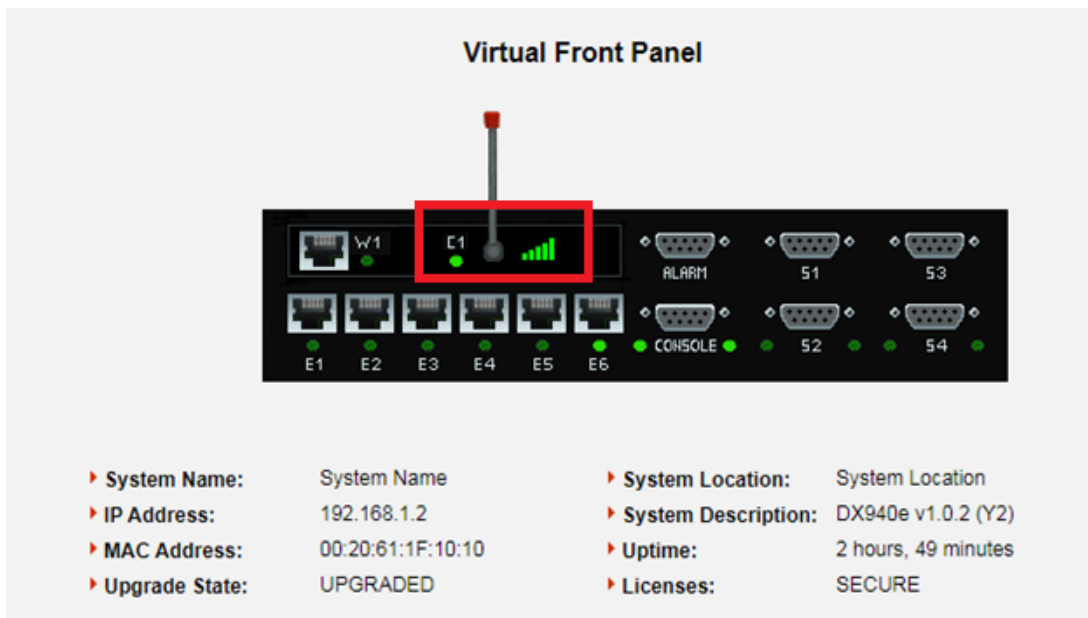 Virtual Front Panel
W1
C1
ALARM
S1
S3
E1
E2
E3
E4
E5
E6
CONSOLE
S2
S4
System Name: System Name
System Location: System Location
IP Address: 192.168.1.2
System Description: DX940e v1.0.2 (Y2)
MAC Address: 00:20:61:1F:10:10
Uptime: 2 hours, 49 minutes
Upgrade State: UPGRADED
Licenses: SECURE